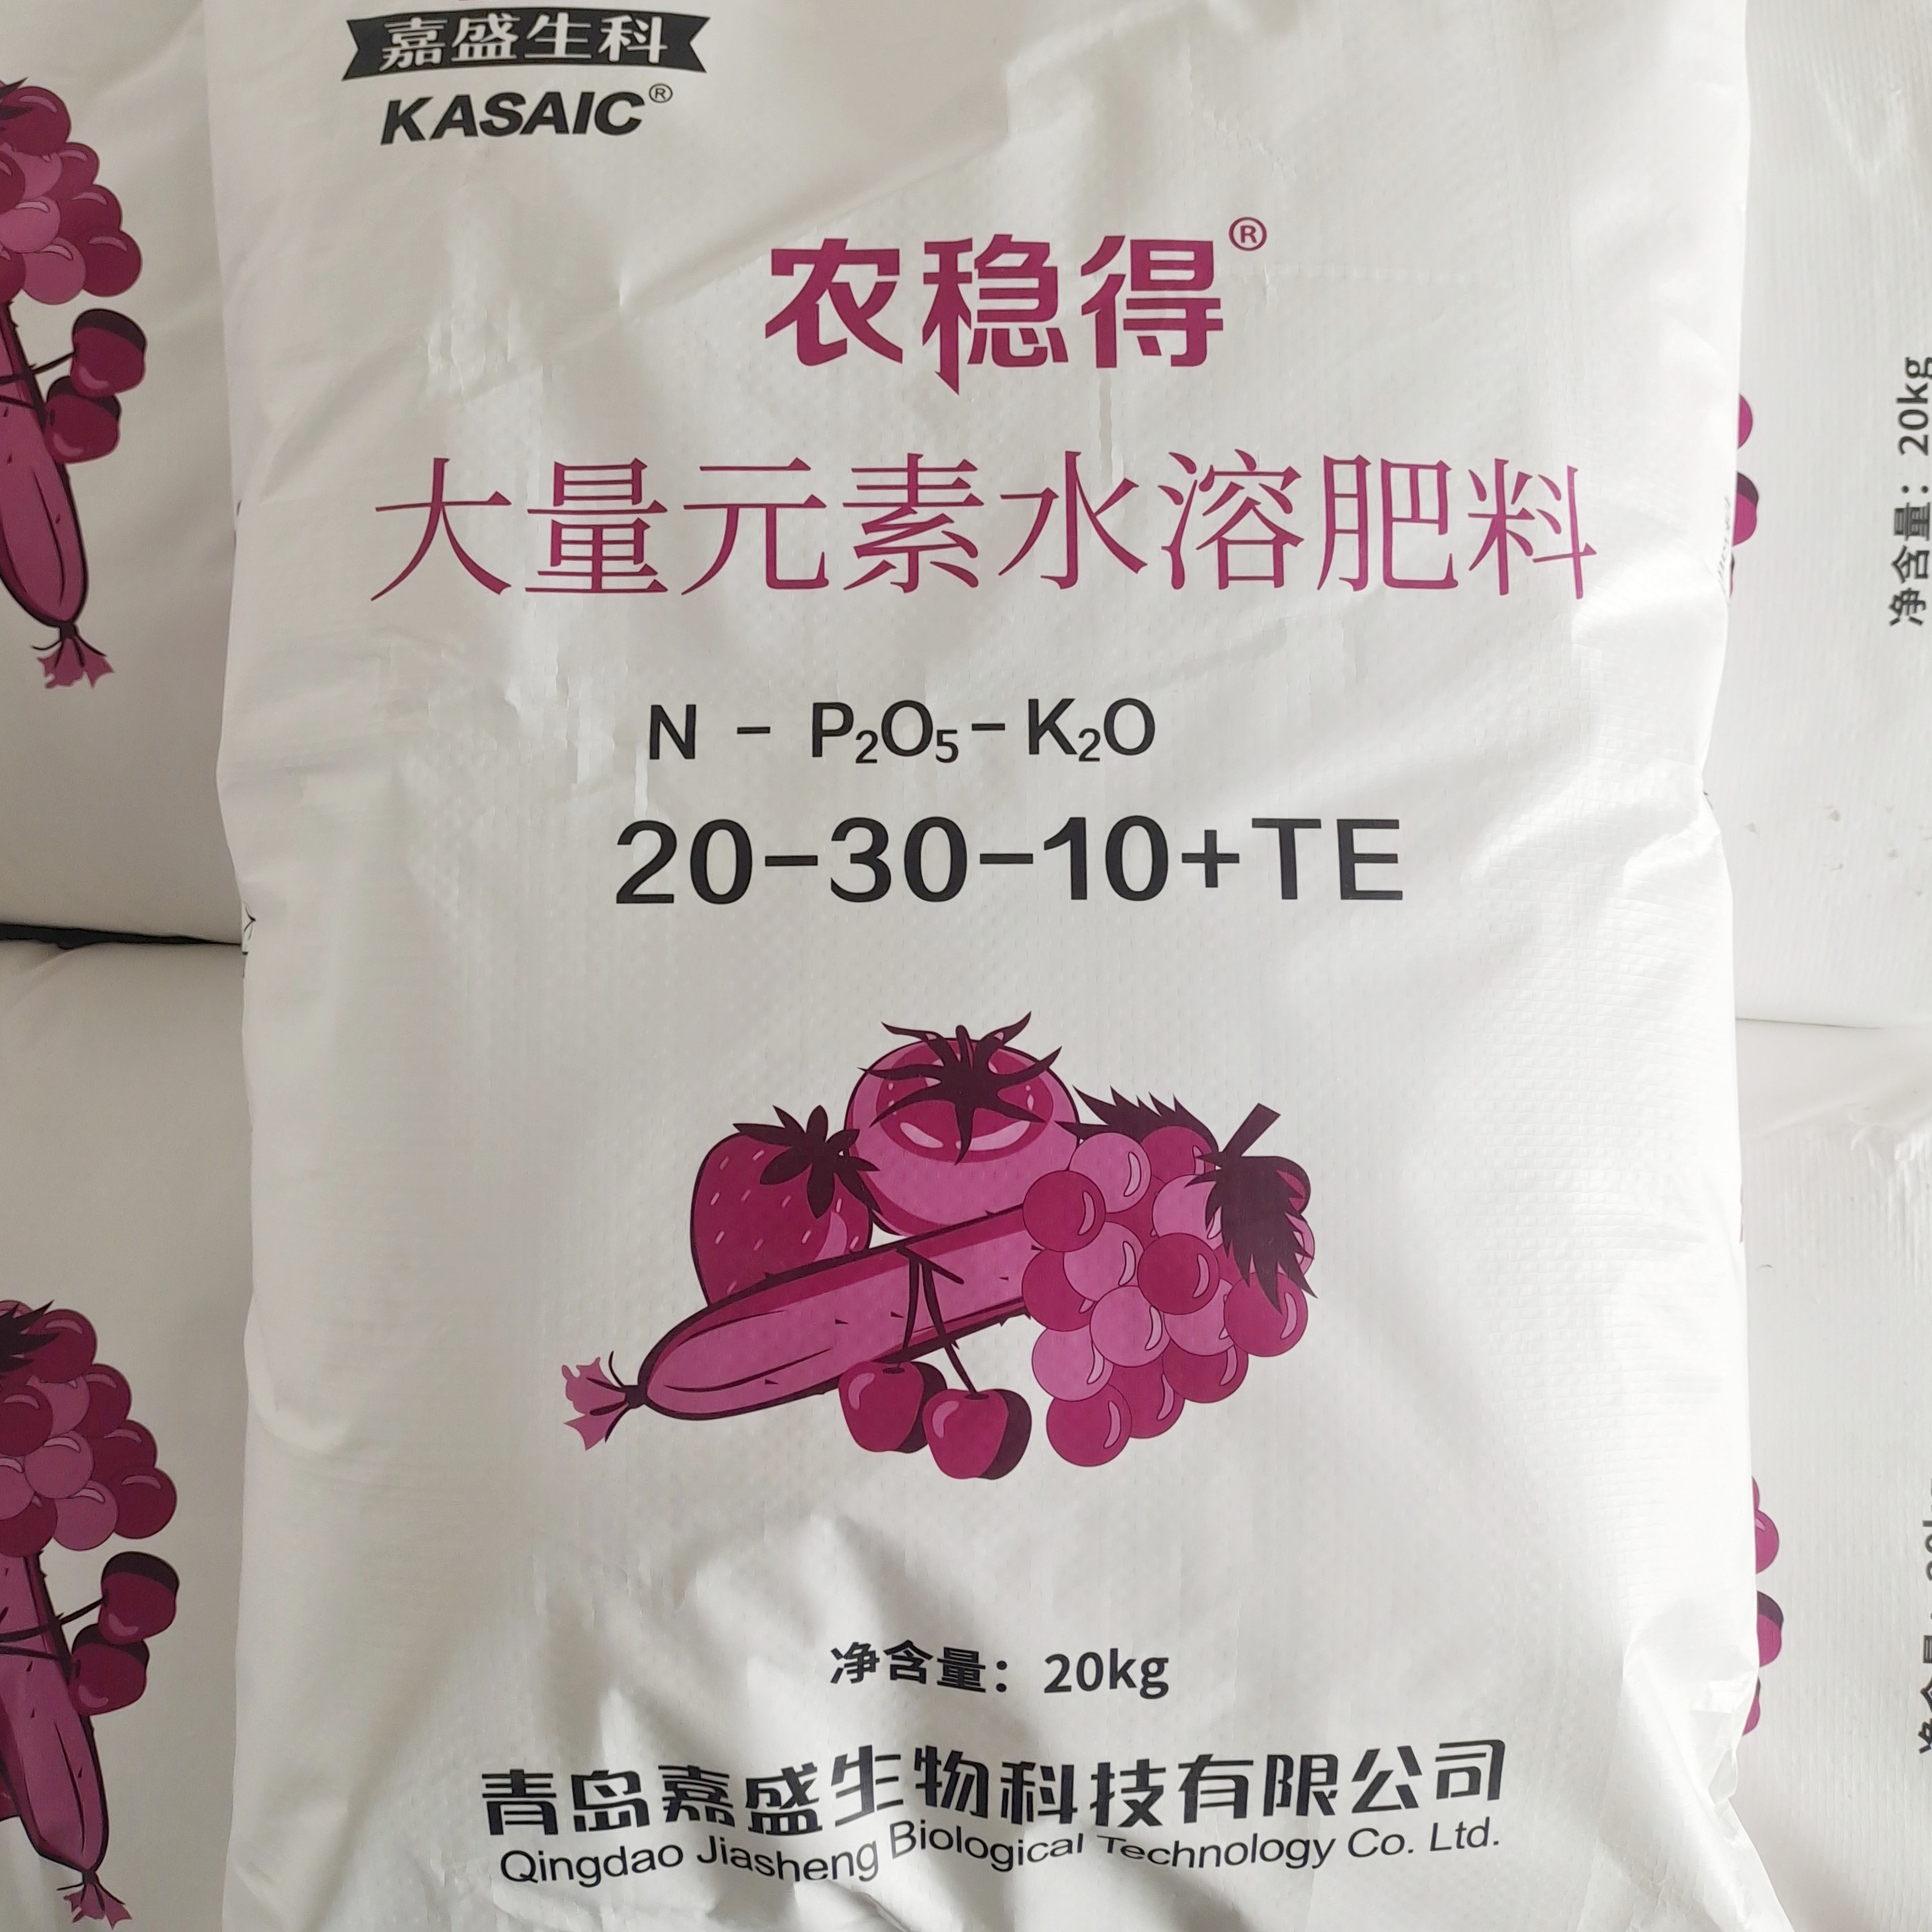 嘉盛生科
KASAIC®
农稳得®
大量元素水溶肥料
N - P₂O₅-K₂O
20-30-10+TE
净含量：20kg
青岛嘉盛生物科技有限公司
Qingdao Jiasheng Biological Technology Co. Ltd.
净含量：20kg